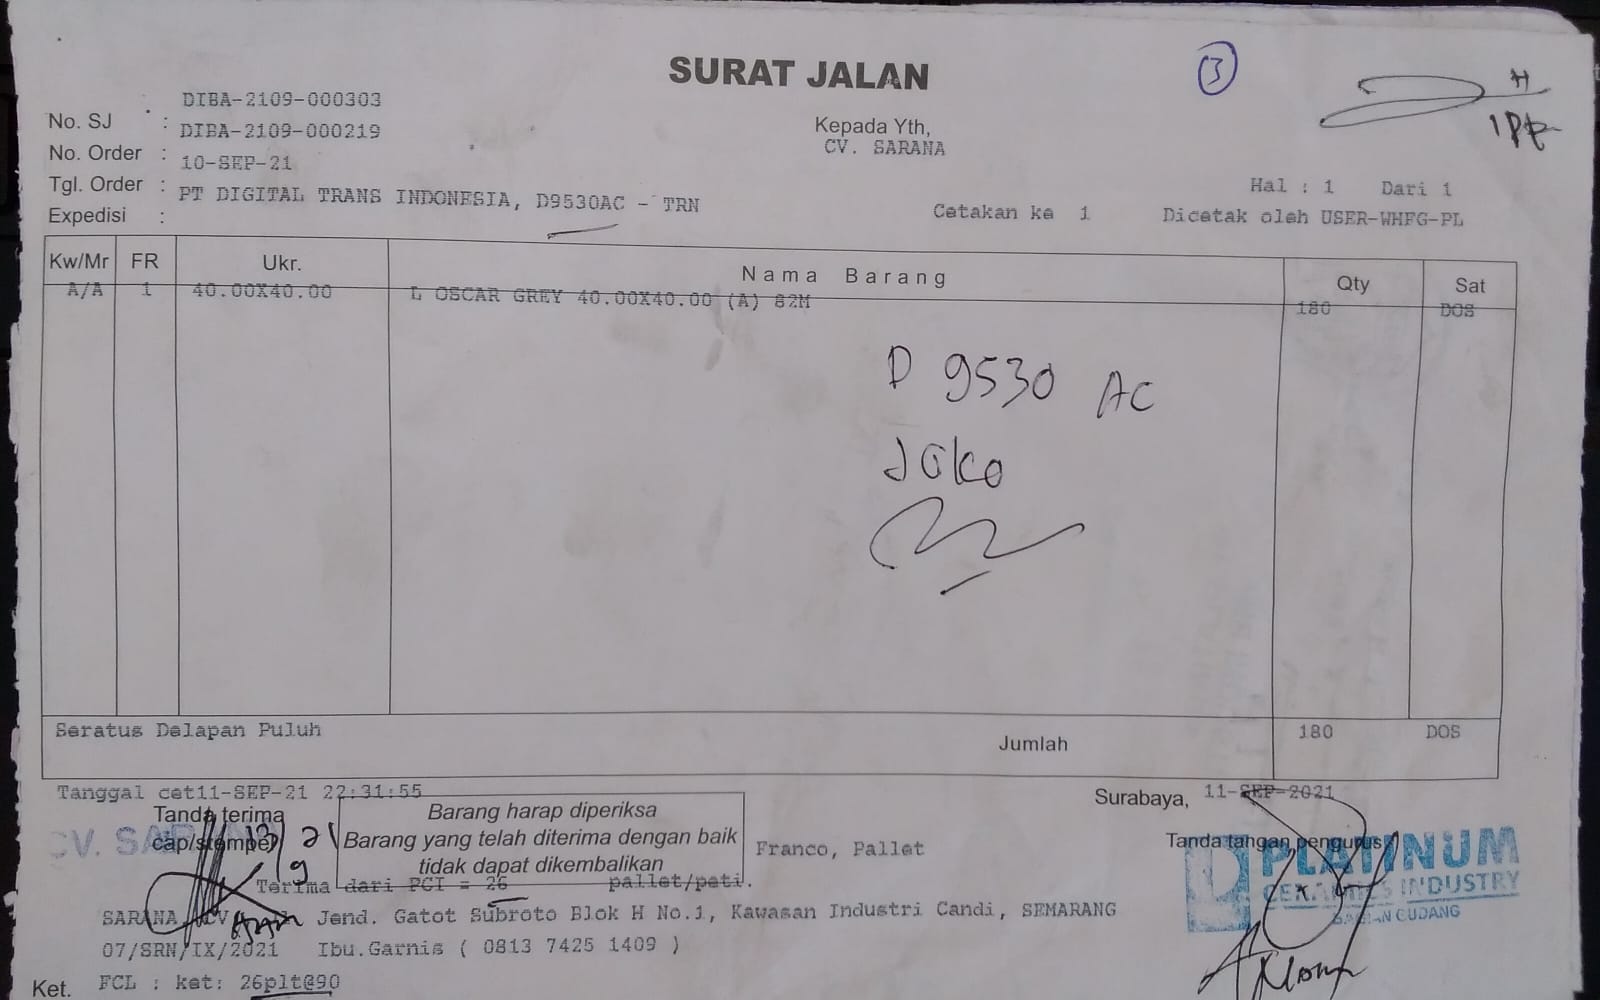 SURAT JALAN
3
DIBA-2109-000303
No. SJ :
DIBA-2109-000219
No. Order :
10-SEP-21
Tgl. Order :
PT DIGITAL TRANS INDONESIA, D9530AC - TRN
Expedisi :
Kepada Yth,
CV. SARANA
Hal : 1 Dari 1
Cetakan ke 1 Dicetak oleh USER-WHFG-PL
Kw/Mr FR Ukr. Nama Barang Qty Sat
A/A 1 40.00X40.00 L OSCAR GREY 40.00X40.00 (A) 82M 180 DOS
D 9530 AC
Joko
Seratus Delapan Puluh Jumlah 180 DOS
Tanggal cet11-SEP-21 22:31:55
Surabaya, 11-SEP-2021
Tanda terima
cap/stempel
CV. SARANA
Barang harap diperiksa
Barang yang telah diterima dengan baik
tidak dapat dikembalikan
Franco, Pallet
Tanda tangan pengurus
PLATINUM
CERAMICS INDUSTRY
BAGIAN GUDANG
Terima dari PCI = 26 pallet/peti.
SARANA, CV Jend. Gatot Subroto Blok H No.1, Kawasan Industri Candi, SEMARANG
07/SRN/IX/2021 Ibu.Garnis ( 0813 7425 1409 )
Ket. FCL : ket: 26plt@90